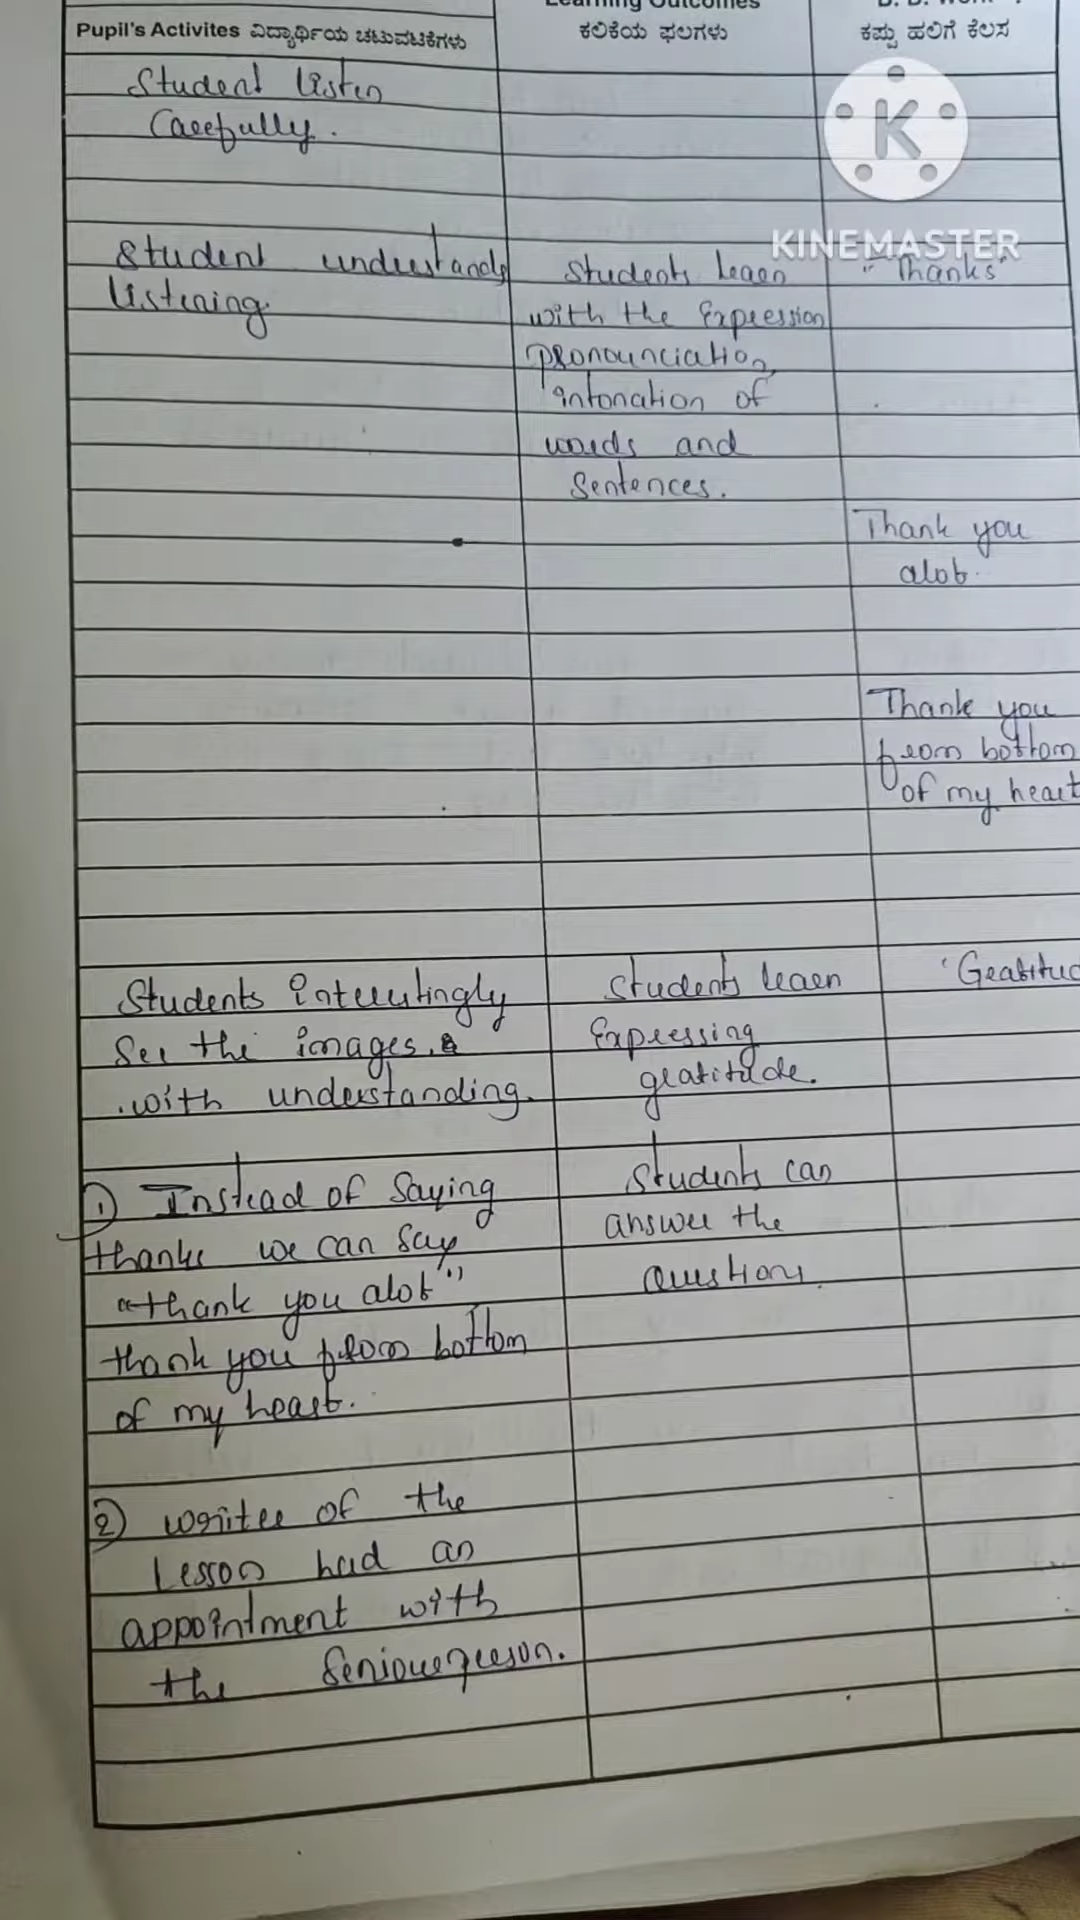 Learning Outcomes
B. B. Work
Pupil's Activites ವಿದ್ಯಾರ್ಥಿಯ ಚಟುವಟಿಕೆಗಳು
ಕಲಿಕೆಯ ಫಲಗಳು
ಕಪ್ಪು ಹಲಿಗೆ ಕೆಲಸ
Student listen
Carefully.
K
KINEMASTER
Student understands
listening
Students learn
with the Expression
pronounciation,
intonation of
words and
Sentences.
"Thanks"
Thank you
alot.
Thank you
from bottom
of my heart
Students interestingly
See the images.
with understanding.
Students learn
Expressing
gratitude.
'Gratitud
1) Instead of Saying
thanks we can Say
"thank you alot"
thank you from bottom
of my heart.
Students can
answer the
Questions.
2) writer of the
Lesson had an
appointment with
the